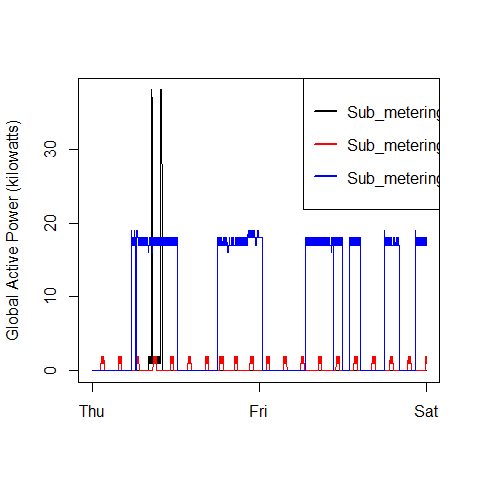 Global Active Power (kilowatts)
30
20
10
0
Sub_metering
Sub_metering
Sub_metering
Thu Fri Sat